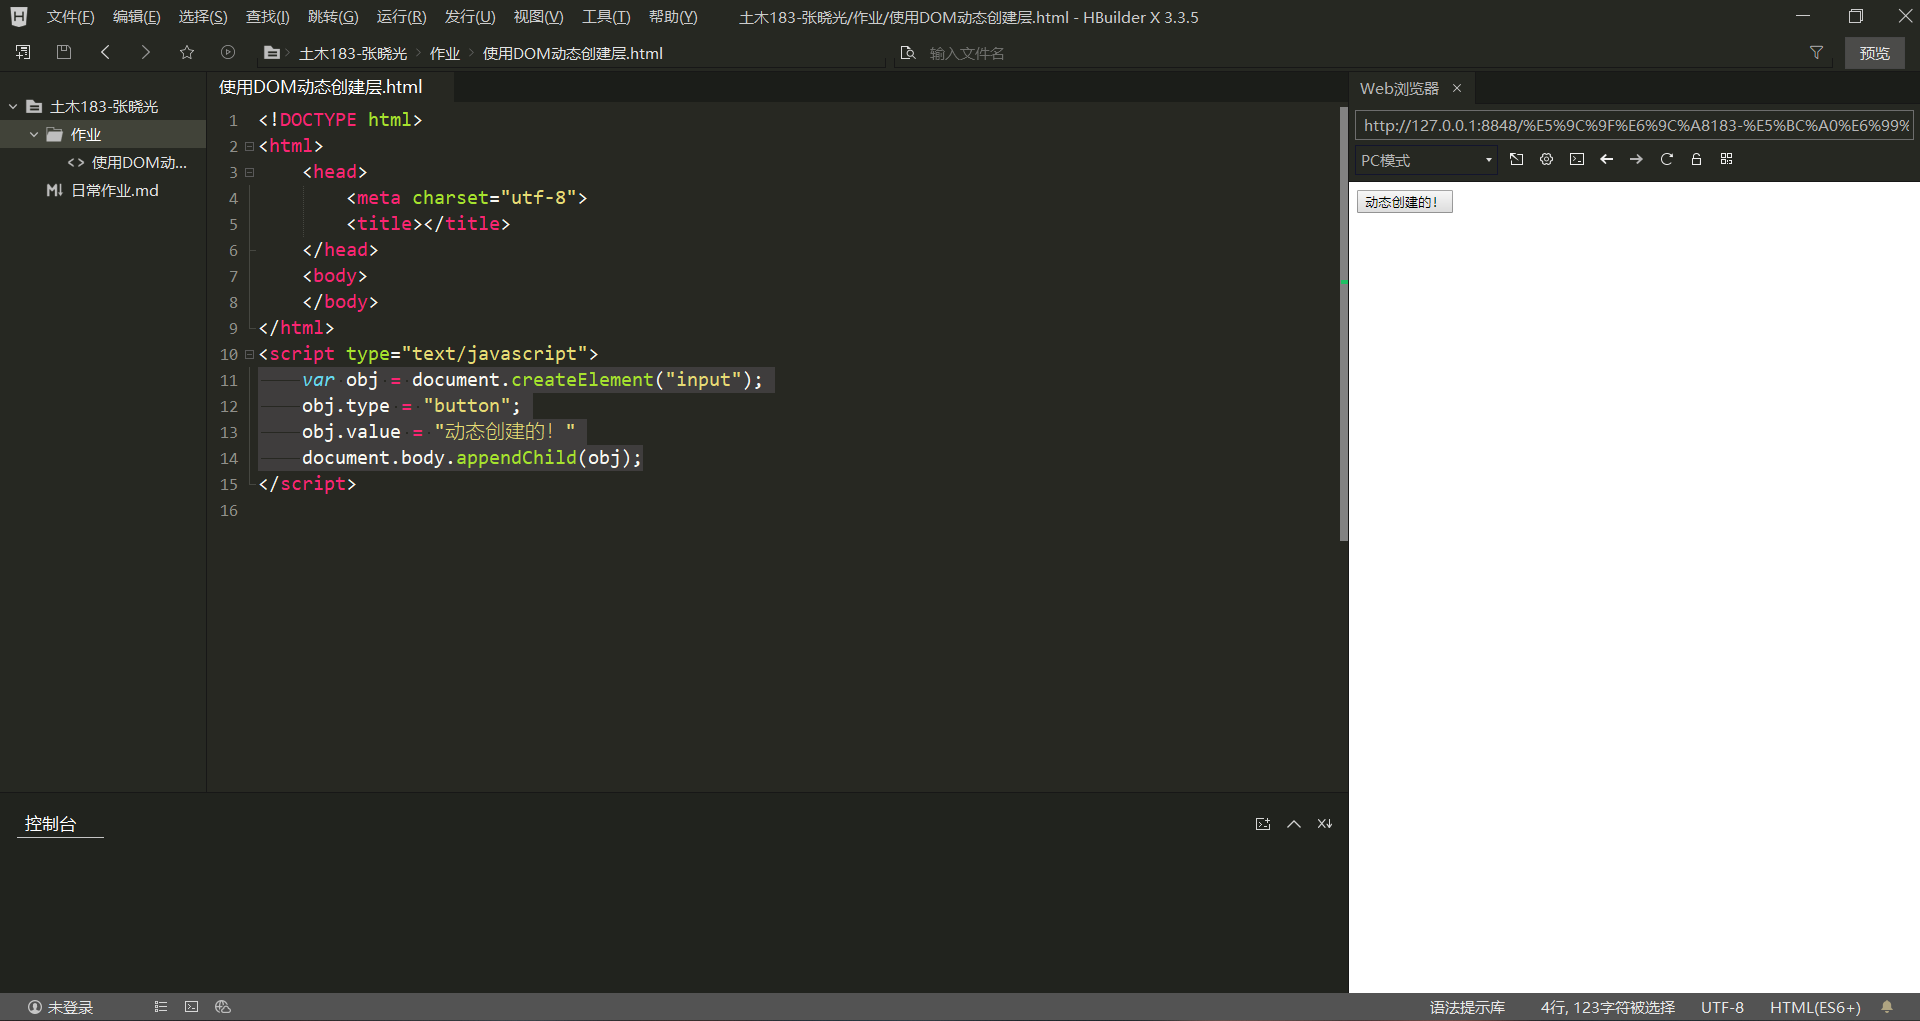 文件(F) 编辑(E) 选择(S) 查找(I) 跳转(G) 运行(R) 发行(U) 视图(V) 工具(T) 帮助(Y) 土木183-张晓光/作业/使用DOM动态创建层.html - HBuilder X 3.3.5
土木183-张晓光 作业 使用DOM动态创建层.html 输入文件名 预览
土木183-张晓光
作业
<> 使用DOM动...
M↓ 日常作业.md
使用DOM动态创建层.html
1 <!DOCTYPE html>
2 <html>
3 <head>
4 <meta charset="utf-8">
5 <title></title>
6 </head>
7 <body>
8 </body>
9 </html>
10 <script type="text/javascript">
11 var obj = document.createElement("input");
12 obj.type = "button";
13 obj.value = "动态创建的！"
14 document.body.appendChild(obj);
15 </script>
16
Web浏览器
http://127.0.0.1:8848/%E5%9C%9F%E6%9C%A8183-%E5%BC%A0%E6%99%
PC模式
动态创建的！
控制台
未登录 语法提示库 4行, 123字符被选择 UTF-8 HTML(ES6+)